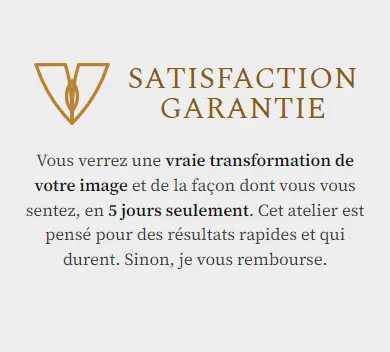 SATISFACTION
GARANTIE
Vous verrez une vraie transformation de
votre image et de la façon dont vous vous
sentez, en 5 jours seulement. Cet atelier est
pensé pour des résultats rapides et qui
durent. Sinon, je vous rembourse.